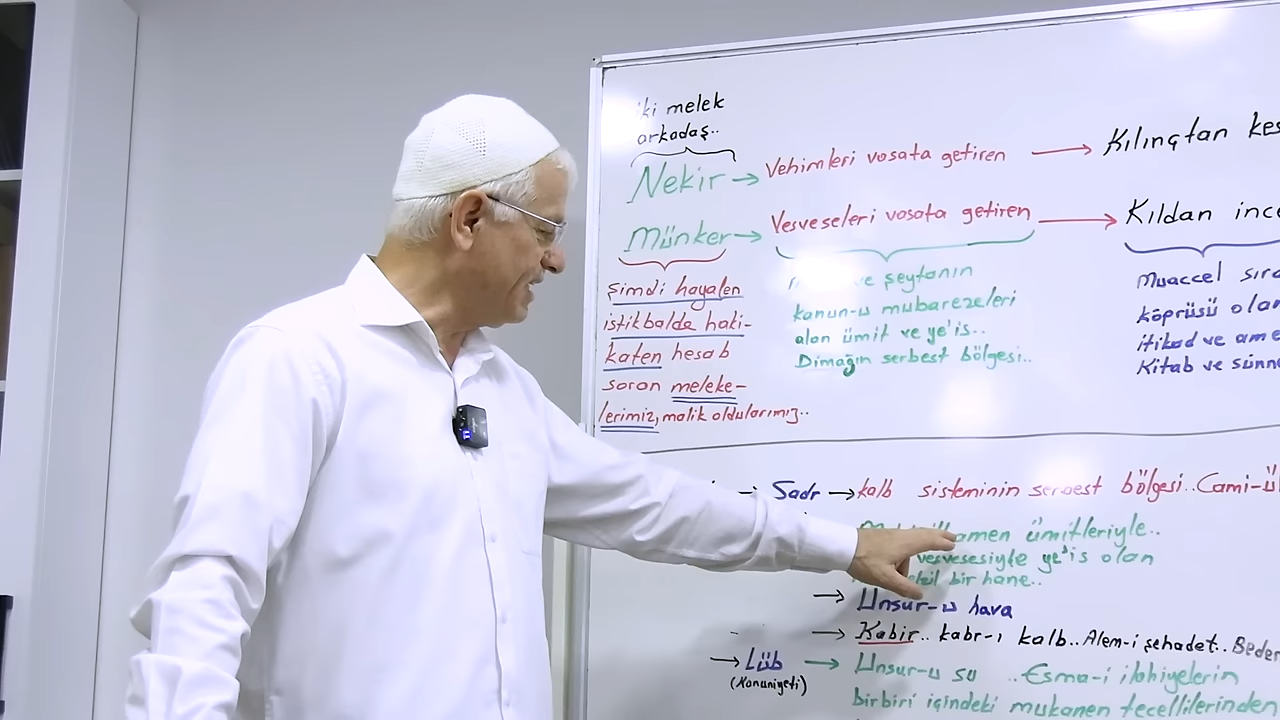 iki melek
arkadaş..
Nekir → Vehimleri vasata getiren → Kılınçtan kes
Münker → Vesveseleri vasata getiren → Kıldan ince
Şimdi hayalen
istikbalde haki-
katen hesab
soran meleke-
lerimiz, malik oldularımız..
ve şeytanın
kanun-u mubarezeleri
alan ümit ve ye'is..
Dimağın serbest bölgesi..
Muaccel sıra
köprüsü olan
itikad ve ame
Kitab ve sünne
→ Sadr → kalb sisteminin serbest bölgesi.. Cami-ül
ümitleriyle..
vesvesesiyle ye'is olan
bir hane..
→ Unsur-u hava
→ Kabir.. kabr-ı kalb.. Alem-i şehadet.. Beden
→ Lüb → Unsur-u su .. Esma-i ilahiyelerin
(Kanuniyeti)
birbiri içindeki mukanen tecellilerinden